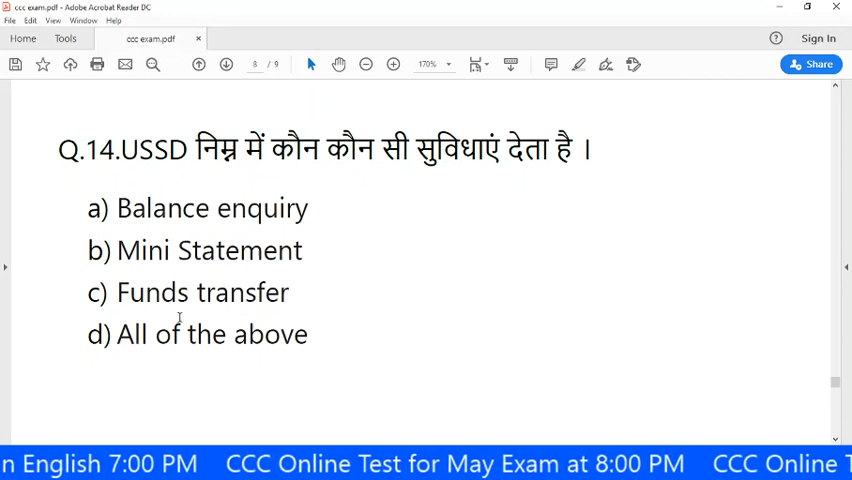 ccc exam.pdf - Adobe Acrobat Reader DC
File Edit View Window Help
Home Tools ccc exam.pdf × Sign In
8 / 9 170% Share
Q.14.USSD निम्न में कौन कौन सी सुविधाएं देता है ।
a) Balance enquiry
b) Mini Statement
c) Funds transfer
d) All of the above
n English 7:00 PM CCC Online Test for May Exam at 8:00 PM CCC Online T